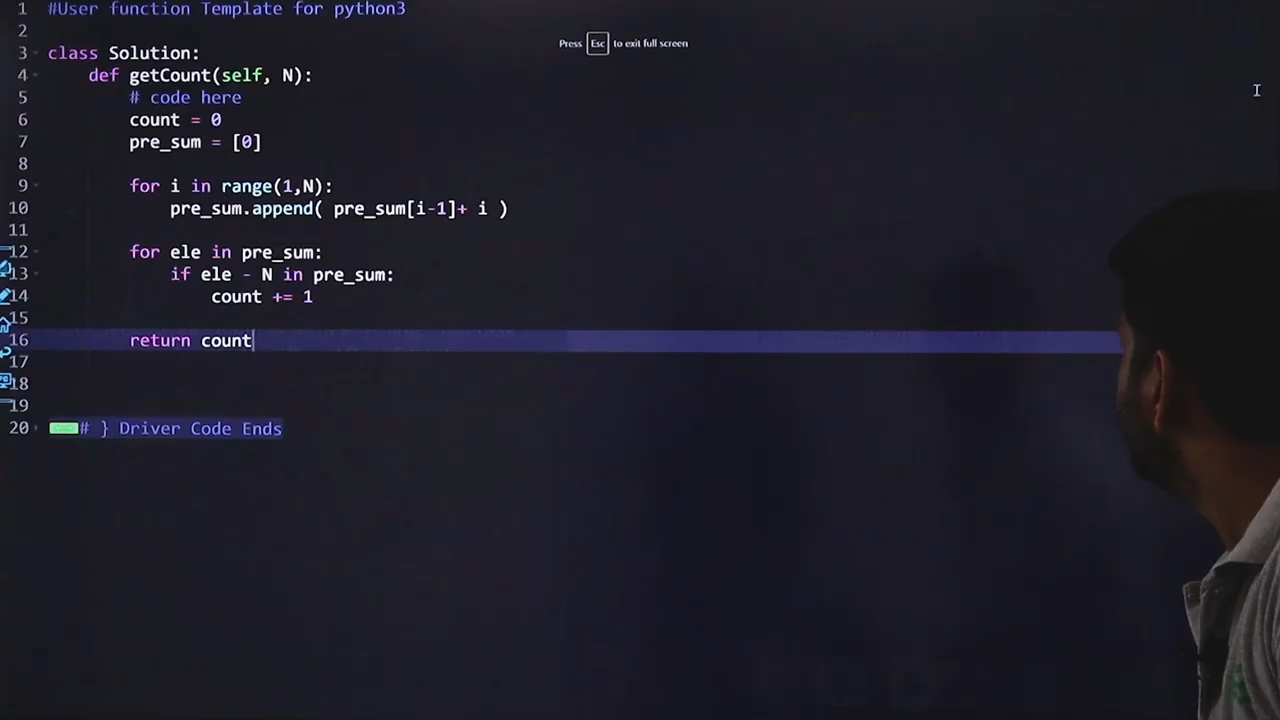 1 #User function Template for python3
Press Esc to exit full screen
2
3 class Solution:
4 def getCount(self, N):
5 # code here
6 count = 0
7 pre_sum = [0]
8
9 for i in range(1,N):
10 pre_sum.append( pre_sum[i-1]+ i )
11
12 for ele in pre_sum:
13 if ele - N in pre_sum:
14 count += 1
15
16 return count
17
18
19
20 # } Driver Code Ends